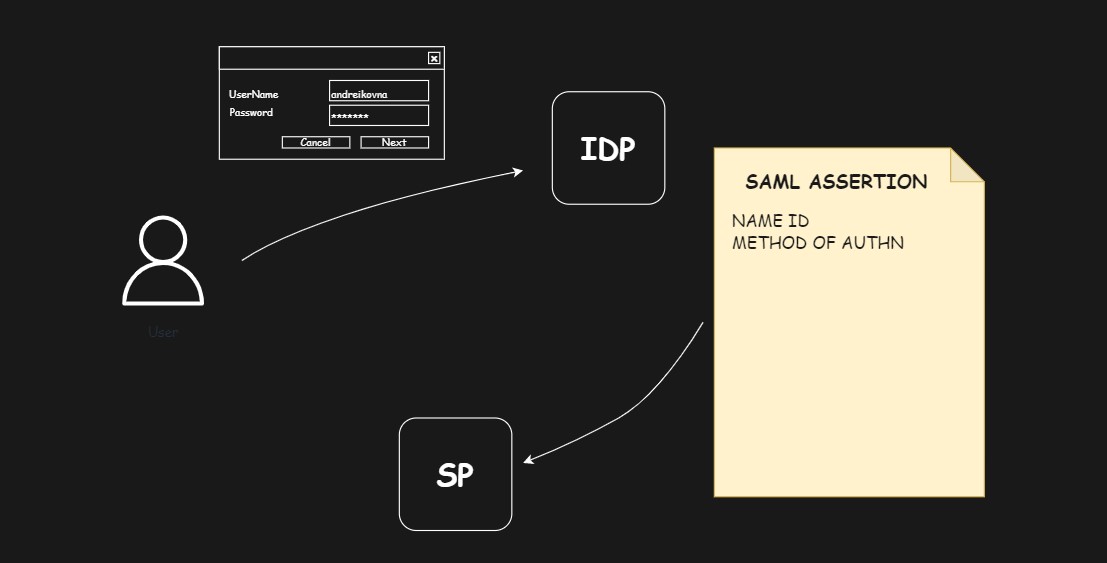 UserName
andreikovna
Password
*******
Cancel
Next
IDP
SAML ASSERTION
NAME ID
METHOD OF AUTHN
User
SP